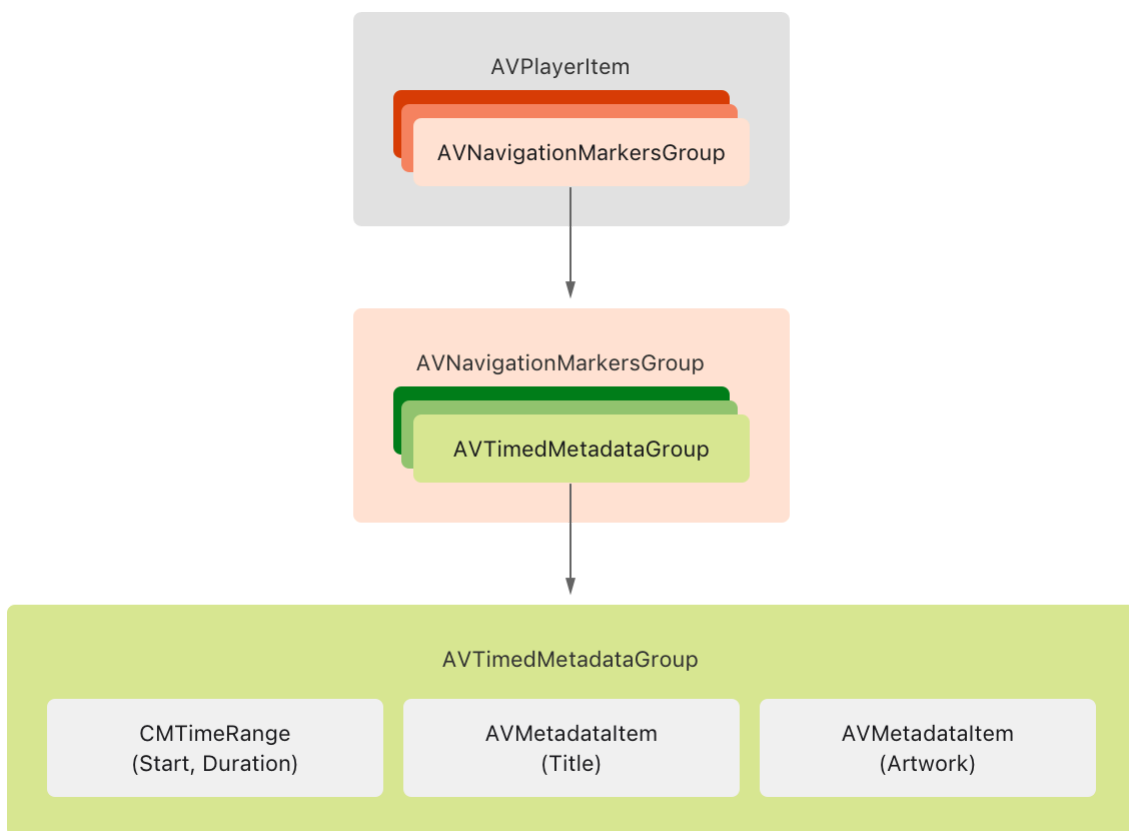 AVPlayerItem
AVNavigationMarkersGroup
AVNavigationMarkersGroup
AVTimedMetadataGroup
AVTimedMetadataGroup
CMTimeRange
(Start, Duration)
AVMetadataItem
(Title)
AVMetadataItem
(Artwork)